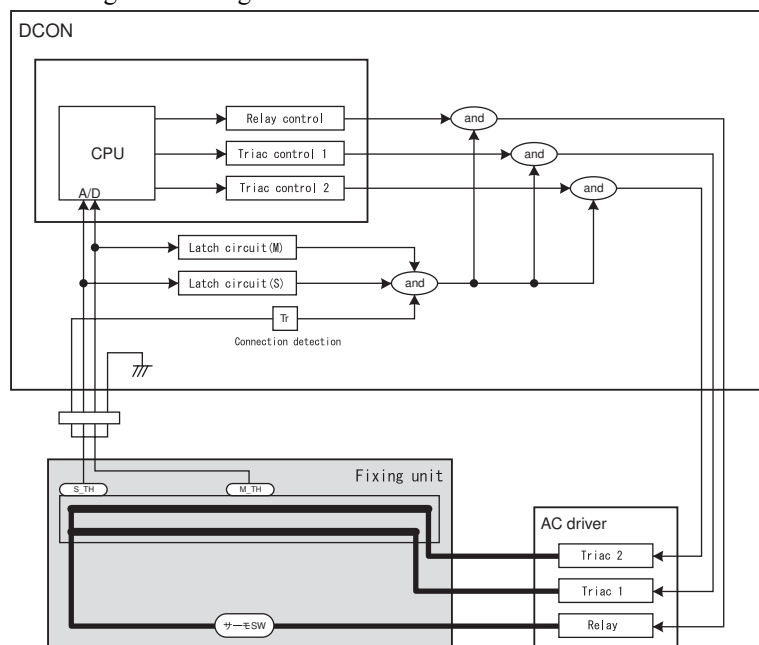 DCON
CPU
A/D
Relay control
Triac control 1
Triac control 2
and
and
and
Latch circuit(M)
Latch circuit(S)
and
Tr
Connection detection
Fixing unit
S_TH
M_TH
サーモSW
AC driver
Triac 2
Triac 1
Relay